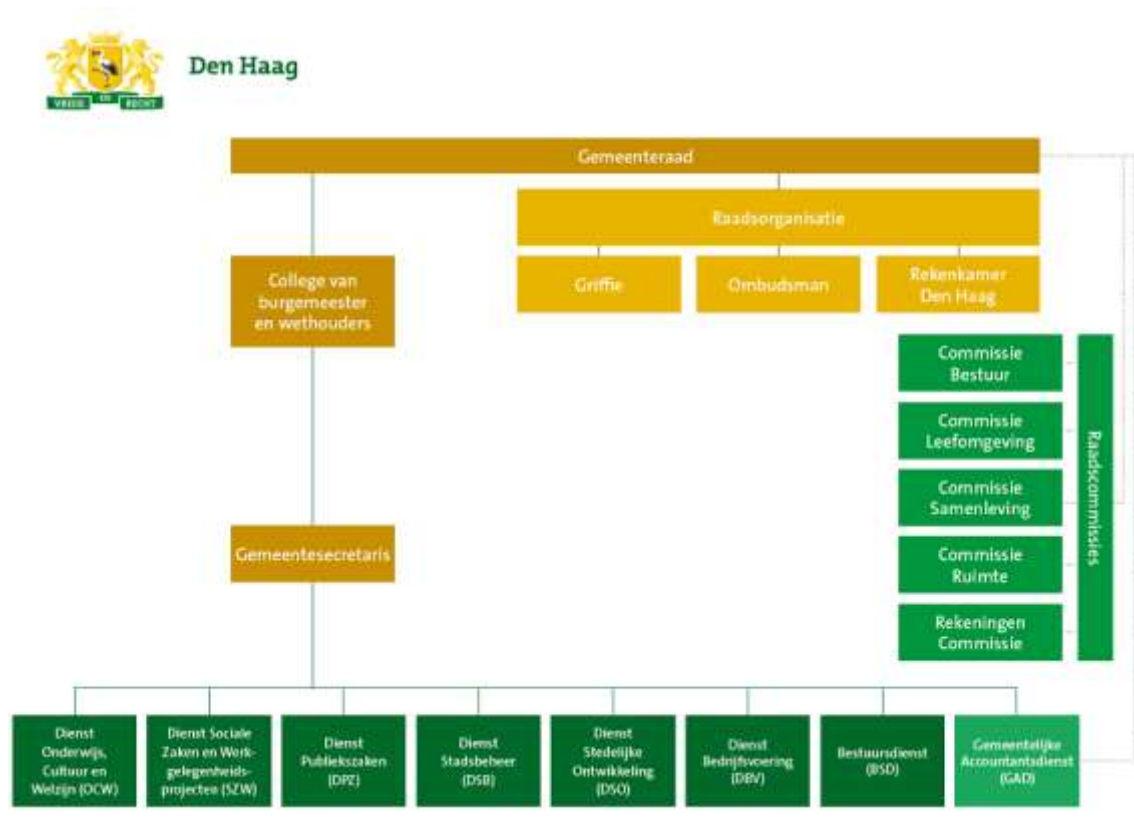 VREDE EN RECHT
Den Haag
Gemeenteraad
Raadsorganisatie
College van
burgemeester
en wethouders
Griffie
Ombudsman
Rekenkamer
Den Haag
Commissie
Bestuur
Commissie
Leefomgeving
Commissie
Samenleving
Commissie
Ruimte
Rekeningen
Commissie
Raadscommissies
Gemeentesecretaris
Dienst
Onderwijs,
Cultuur en
Welzijn (OCW)
Dienst Sociale
Zaken en Werk-
gelegenheids-
projecten (SZW)
Dienst
Publiekszaken
(DPZ)
Dienst
Stadsbeheer
(DSB)
Dienst
Stedelijke
Ontwikkeling
(DSO)
Dienst
Bedrijfsvoering
(DBV)
Bestuursdienst
(BSD)
Gemeentelijke
Accountantsdienst
(GAD)